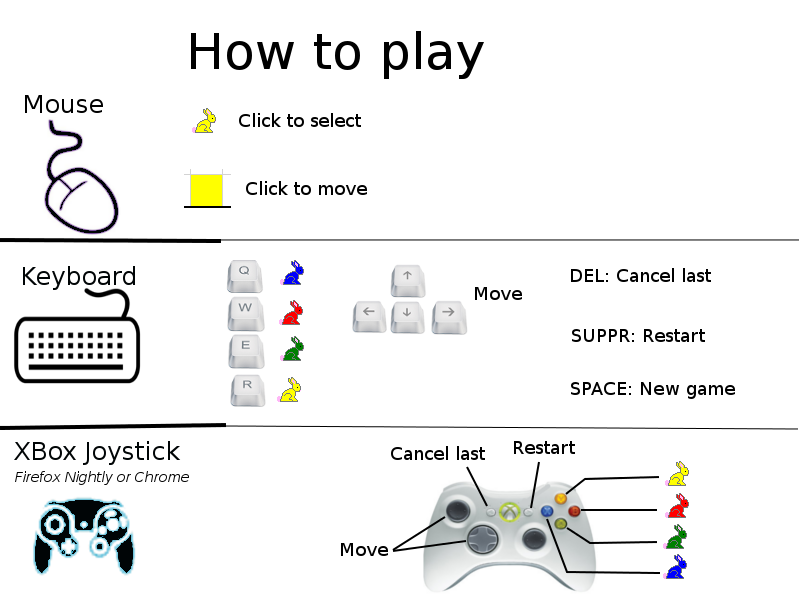 How to play
Mouse
Click to select
Click to move
Keyboard
Q
W
E
R
↑
← ↓ →
Move
DEL: Cancel last
SUPPR: Restart
SPACE: New game
XBox Joystick
Firefox Nightly or Chrome
Cancel last
Restart
Move